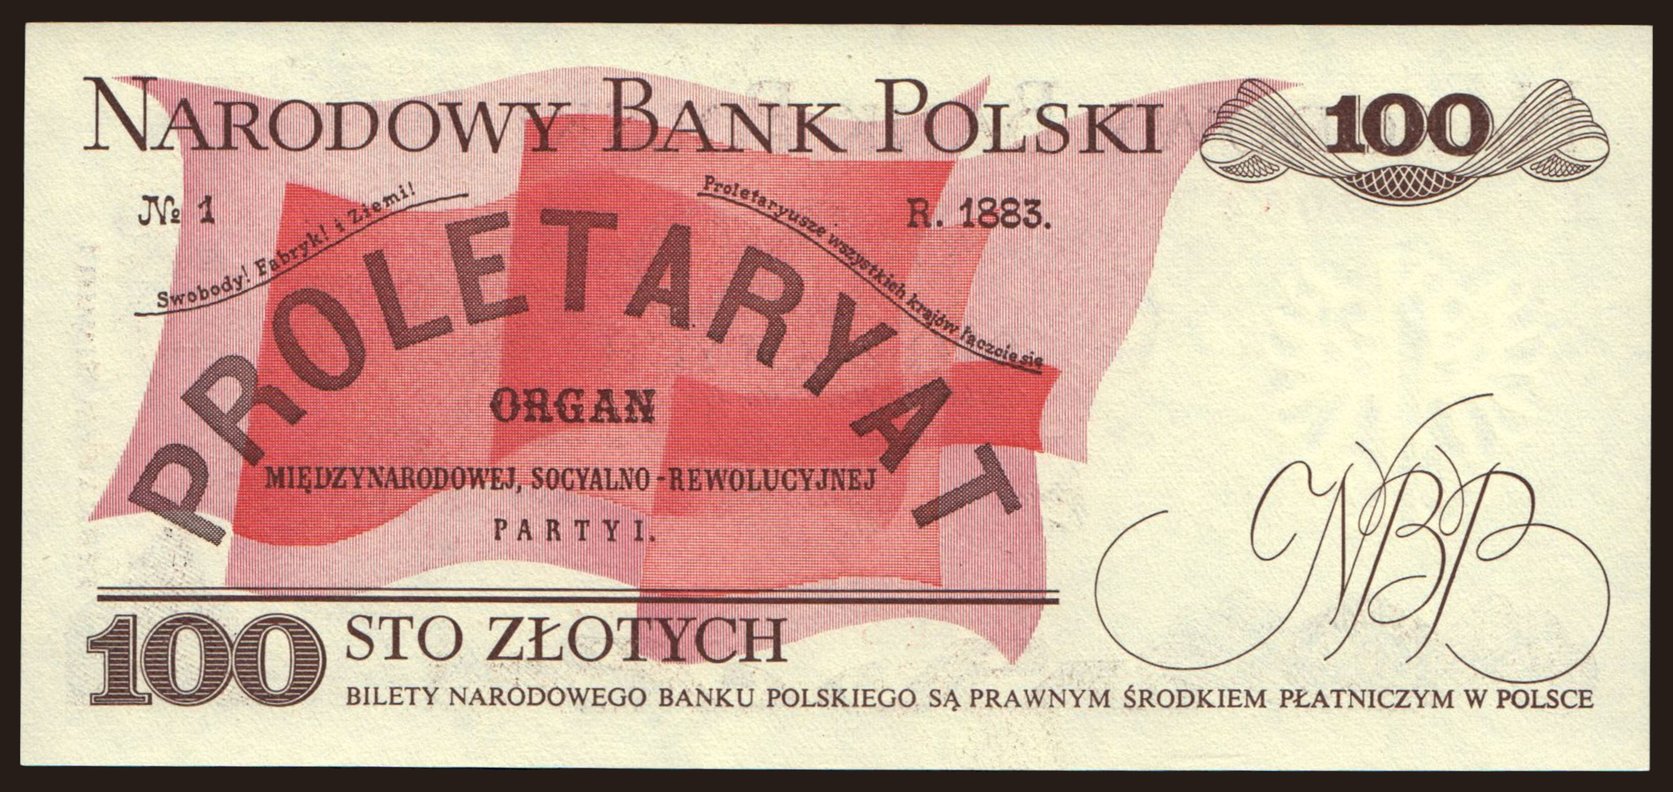 NARODOWY BANK POLSKI
100
№ 1
Swobody! Fabryk! i Ziemi!
Proletaryusze wszystkich krajów łączcie się
R. 1883.
PROLETARYAT
ORGAN
MIĘDZYNARODOWEJ, SOCYALNO-REWOLUCYJNEJ
PARTYI.
NBP
100
STO ZŁOTYCH
BILETY NARODOWEGO BANKU POLSKIEGO SĄ PRAWNYM ŚRODKIEM PŁATNICZYM W POLSCE